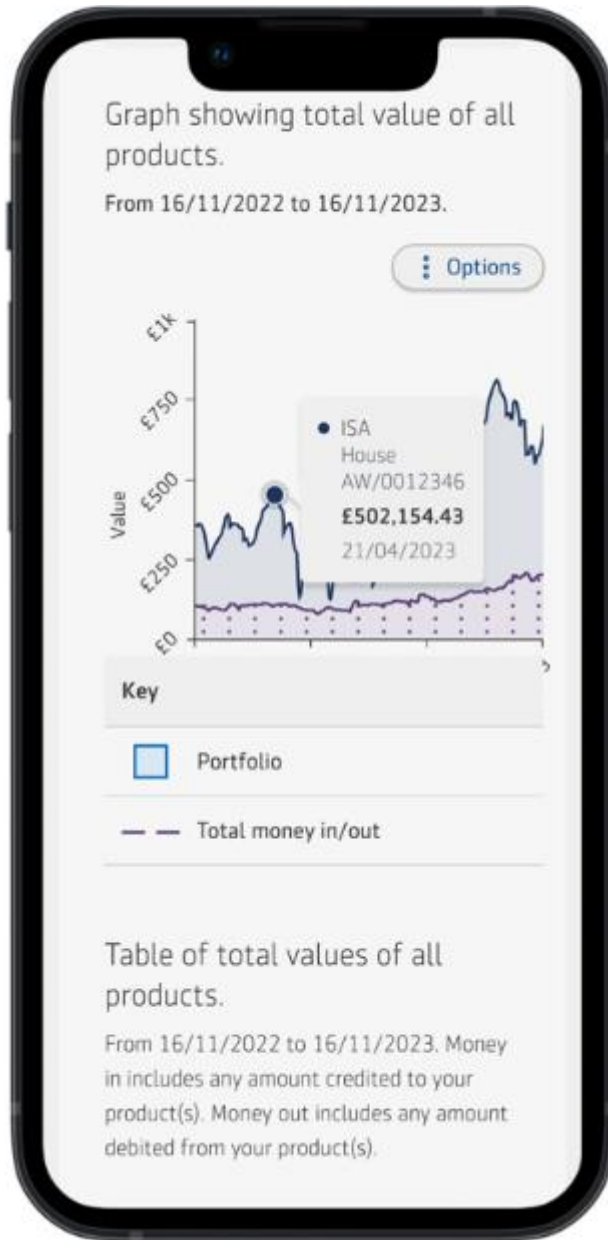 Graph showing total value of all
products.
From 16/11/2022 to 16/11/2023.
Options
£1k
£750
£500
£250
£0
Value
ISA
House
AW/0012346
£502,154.43
21/04/2023
Key
Portfolio
Total money in/out
Table of total values of all
products.
From 16/11/2022 to 16/11/2023. Money
in includes any amount credited to your
product(s). Money out includes any amount
debited from your product(s).